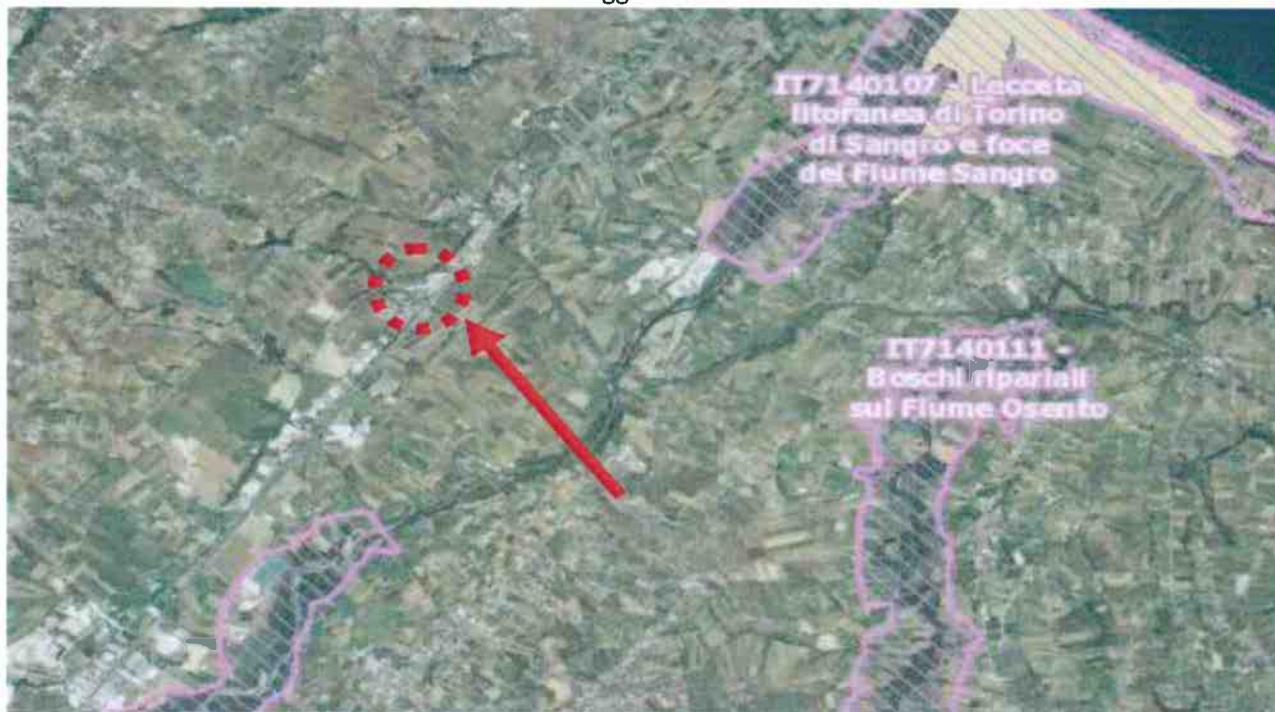 IT7140107 - Lecceta
litoranea di Torino
di Sangro e foce
del Fiume Sangro
IT7140111 -
Boschi ripariali
sul Fiume Osento